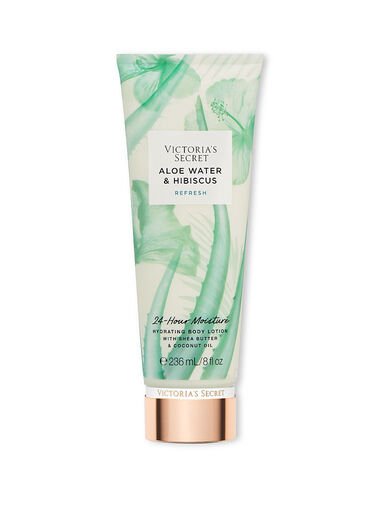 VICTORIA'S
SECRET
ALOE WATER
& HIBISCUS
REFRESH
24-Hour Moisture
HYDRATING BODY LOTION
WITH SHEA BUTTER
& COCONUT OIL
℮ 236 mL/8 fl oz
VICTORIA'S SECRET